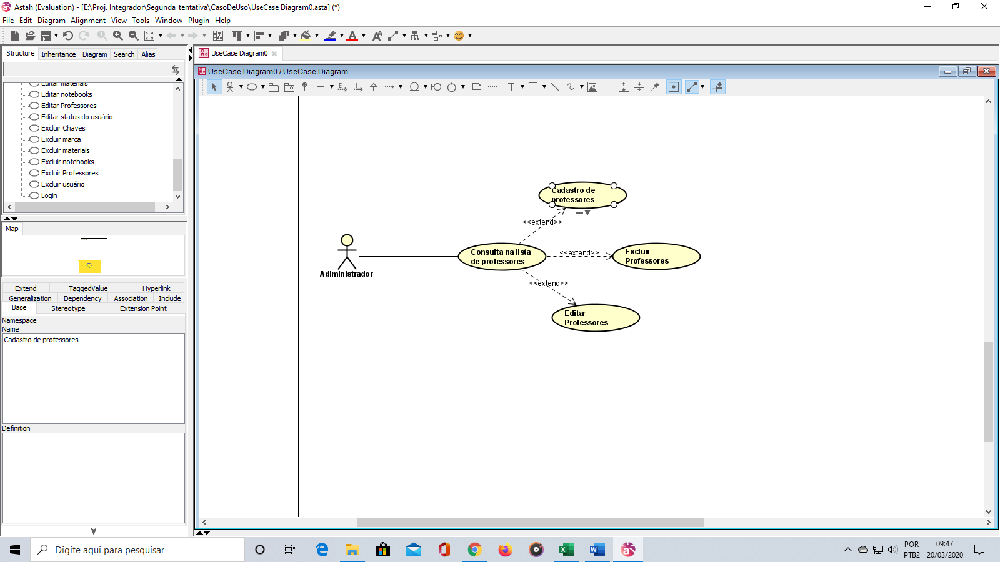 Astah (Evaluation) - [E:\Proj. Integrador\Segunda_tentativa\CasoDeUso\UseCase Diagram0.asta] (*)
File Edit Diagram Alignment View Tools Window Plugin Help
Structure Inheritance Diagram Search Alias
UseCase Diagram0
UseCase Diagram0 / UseCase Diagram
Editar materiais
Editar notebooks
Editar Professores
Editar status do usuário
Excluir Chaves
Excluir marca
Excluir materiais
Excluir notebooks
Excluir Professores
Excluir usuário
Login
Map
Extend TaggedValue Hyperlink
Generalization Dependency Association Include
Base Stereotype Extension Point
Namespace
Name
Cadastro de professores
Definition
Cadastro de
professores
<<extend>>
Adiministrador
Consulta na lista
de professores
<<extend>>
Excluir
Professores
<<extend>>
Editar
Professores
Digite aqui para pesquisar
POR
PTB2
09:47
20/03/2020